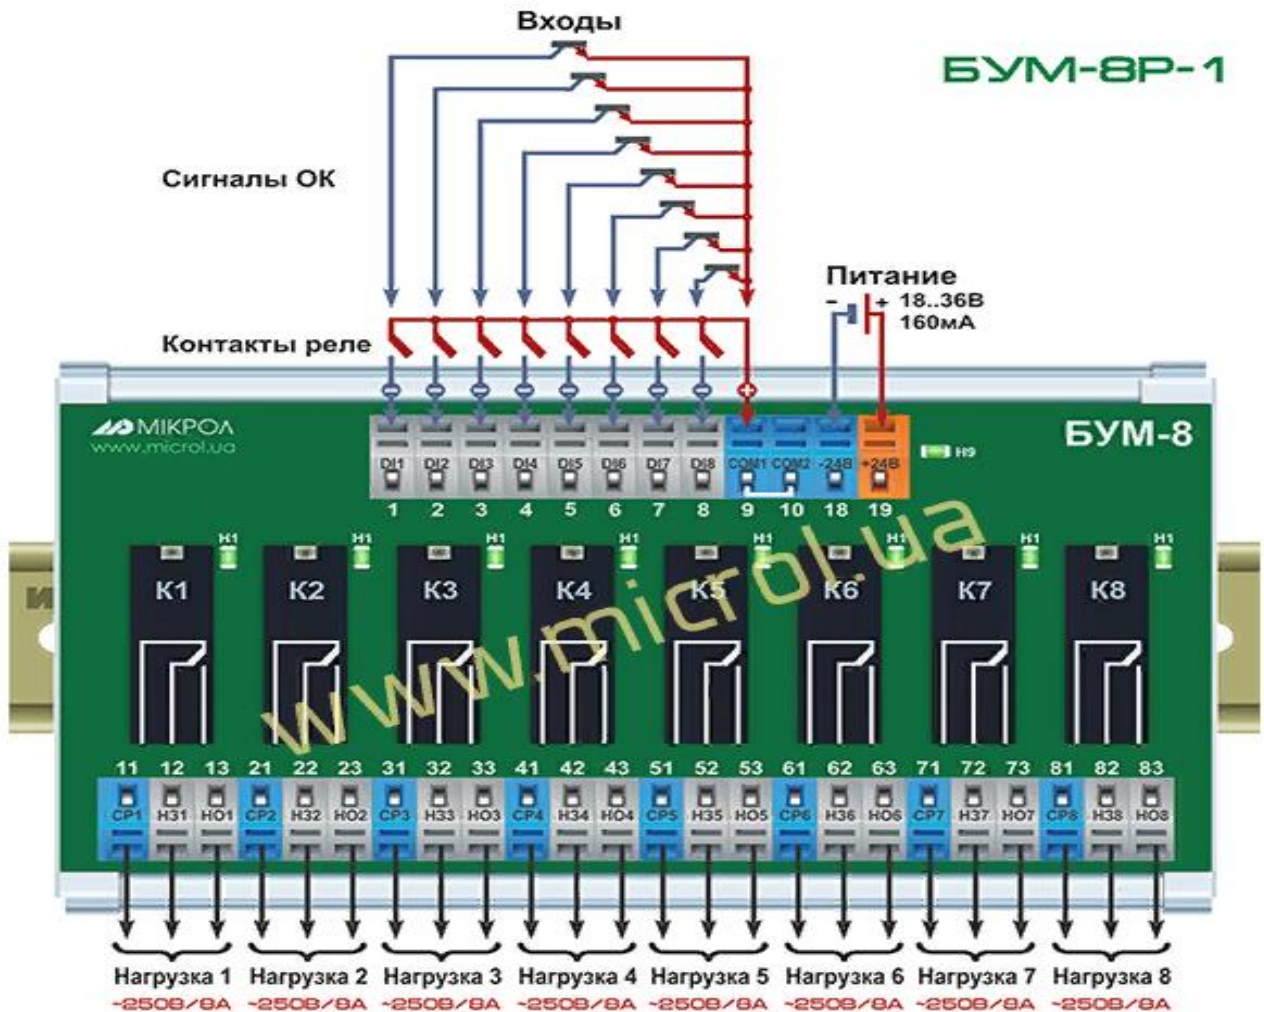 Входы
БУМ-8Р-1
Сигналы ОК
Питание
- + 18..36В
160мА
Контакты реле
МІКРОЛ
www.microl.ua
БУМ-8
DI1 DI2 DI3 DI4 DI5 DI6 DI7 DI8 COM1 COM2 -24В +24В
H9
1 2 3 4 5 6 7 8 9 10 18 19
H1 H1 H1 H1 H1 H1 H1 H1
К1 К2 К3 К4 К5 К6 К7 К8
www.microl.ua
11 12 13 21 22 23 31 32 33 41 42 43 51 52 53 61 62 63 71 72 73 81 82 83
СР1 НЗ1 НО1 СР2 НЗ2 НО2 СР3 НЗ3 НО3 СР4 НЗ4 НО4 СР5 НЗ5 НО5 СР6 НЗ6 НО6 СР7 НЗ7 НО7 СР8 НЗ8 НО8
Нагрузка 1 Нагрузка 2 Нагрузка 3 Нагрузка 4 Нагрузка 5 Нагрузка 6 Нагрузка 7 Нагрузка 8
~250В/8А ~250В/8А ~250В/8А ~250В/8А ~250В/8А ~250В/8А ~250В/8А ~250В/8А